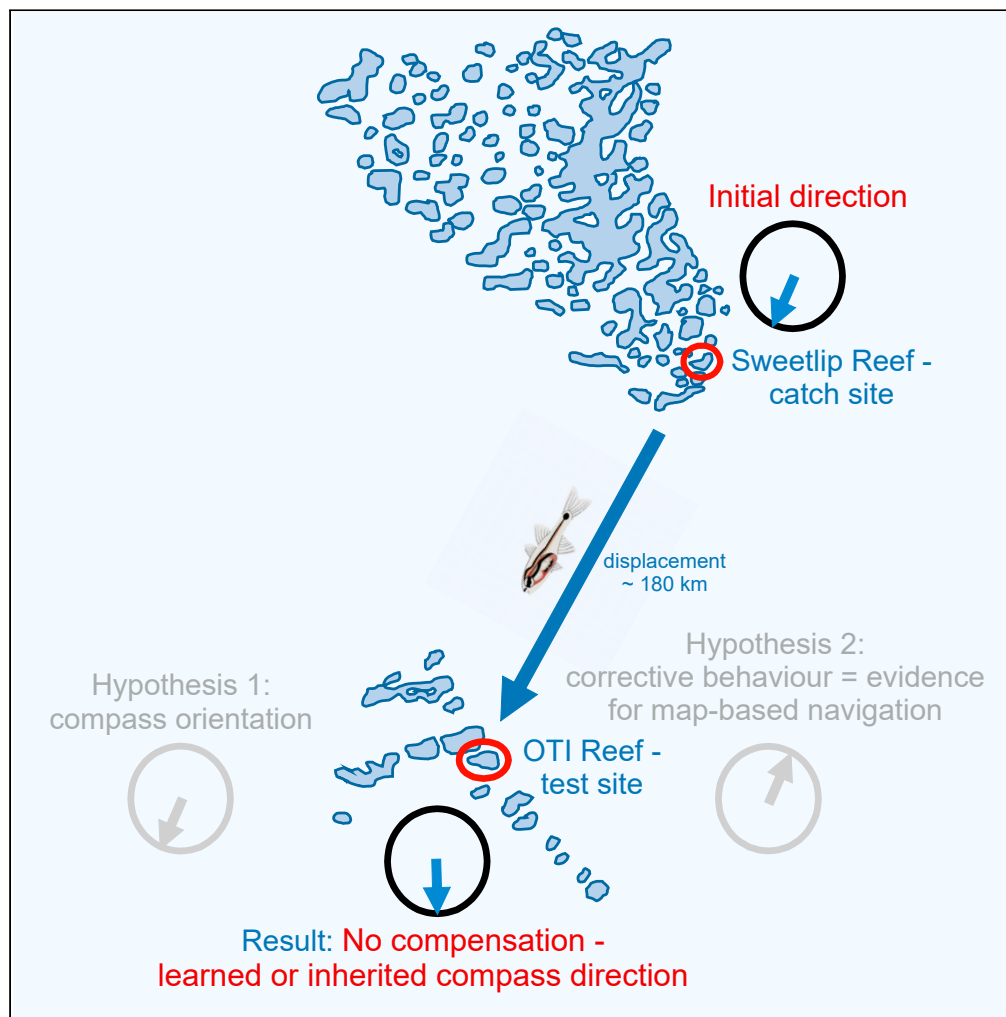 Initial direction
Sweetlip Reef -
catch site
displacement
~ 180 km
Hypothesis 1:
compass orientation
Hypothesis 2:
corrective behaviour = evidence
for map-based navigation
OTI Reef -
test site
Result: No compensation -
learned or inherited compass direction